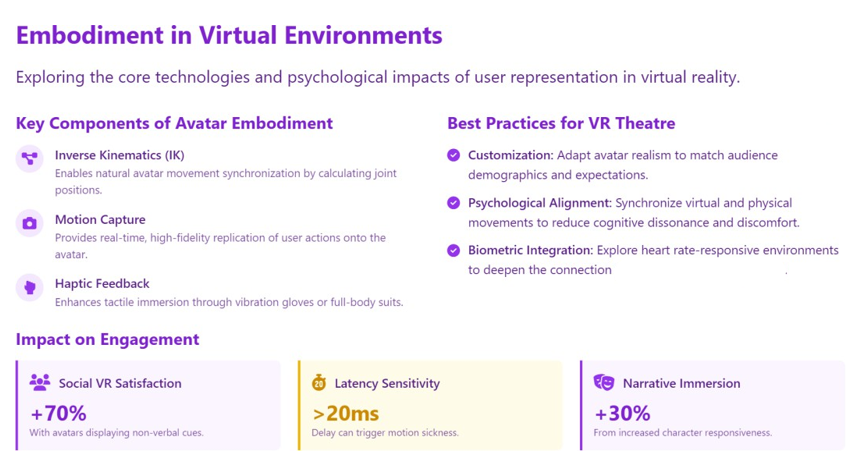 Embodiment in Virtual Environments
Exploring the core technologies and psychological impacts of user representation in virtual reality.
Key Components of Avatar Embodiment
Inverse Kinematics (IK)
Enables natural avatar movement synchronization by calculating joint
positions.
Motion Capture
Provides real-time, high-fidelity replication of user actions onto the
avatar.
Haptic Feedback
Enhances tactile immersion through vibration gloves or full-body suits.
Best Practices for VR Theatre
Customization: Adapt avatar realism to match audience
demographics and expectations.
Psychological Alignment: Synchronize virtual and physical
movements to reduce cognitive dissonance and discomfort.
Biometric Integration: Explore heart rate-responsive environments
to deepen the connection .
Impact on Engagement
Social VR Satisfaction
+70%
With avatars displaying non-verbal cues.
20
Latency Sensitivity
>20ms
Delay can trigger motion sickness.
Narrative Immersion
+30%
From increased character responsiveness.